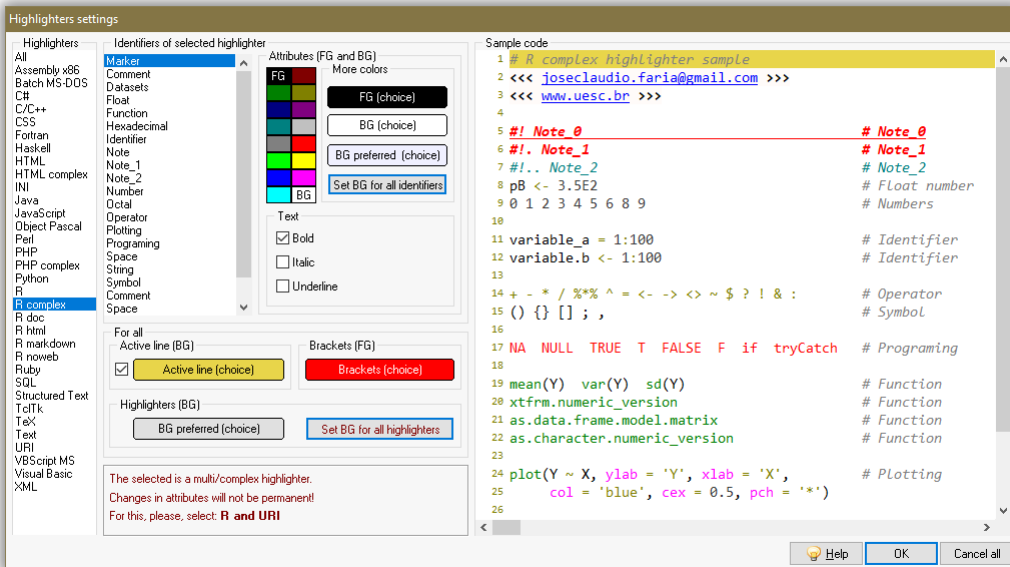 Highlighters settings
Highlighters
All
Assembly x86
Batch MS-DOS
C#
C/C++
CSS
Fortran
Haskell
HTML
HTML complex
INI
Java
JavaScript
Object Pascal
Perl
PHP
PHP complex
Python
R
R complex
R doc
R html
R markdown
R noweb
Ruby
SQL
Structured Text
TclTk
TeX
Text
URI
VBScript MS
Visual Basic
XML
Identifiers of selected highlighter
Marker
Comment
Datasets
Float
Function
Hexadecimal
Identifier
Note
Note_1
Note_2
Number
Octal
Operator
Plotting
Programing
Space
String
Symbol
Comment
Space
Attributes (FG and BG)
FG
BG
More colors
FG (choice)
BG (choice)
BG preferred (choice)
Set BG for all identifiers
Text
Bold
Italic
Underline
For all
Active line (BG)
Active line (choice)
Brackets (FG)
Brackets (choice)
Highlighters (BG)
BG preferred (choice)
Set BG for all highlighters
The selected is a multi/complex highlighter.
Changes in attributes will not be permanent!
For this, please, select: R and URI
Sample code
1 # R complex highlighter sample
2 <<< joseclaudio.faria@gmail.com >>>
3 <<< www.uesc.br >>>
4
5 #! Note_0 # Note_0
6 #!. Note_1 # Note_1
7 #!.. Note_2 # Note_2
8 pB <- 3.5E2 # Float number
9 0 1 2 3 4 5 6 8 9 # Numbers
10
11 variable_a = 1:100 # Identifier
12 variable.b <- 1:100 # Identifier
13
14 + - * / %*% ^ = <- -> <> ~ $ ? ! & : # Operator
15 () {} [] ; , # Symbol
16
17 NA NULL TRUE T FALSE F if tryCatch # Programing
18
19 mean(Y) var(Y) sd(Y) # Function
20 xtfrm.numeric_version # Function
21 as.data.frame.model.matrix # Function
22 as.character.numeric_version # Function
23
24 plot(Y ~ X, ylab = 'Y', xlab = 'X', # Plotting
25 col = 'blue', cex = 0.5, pch = '*')
26
Help
OK
Cancel all